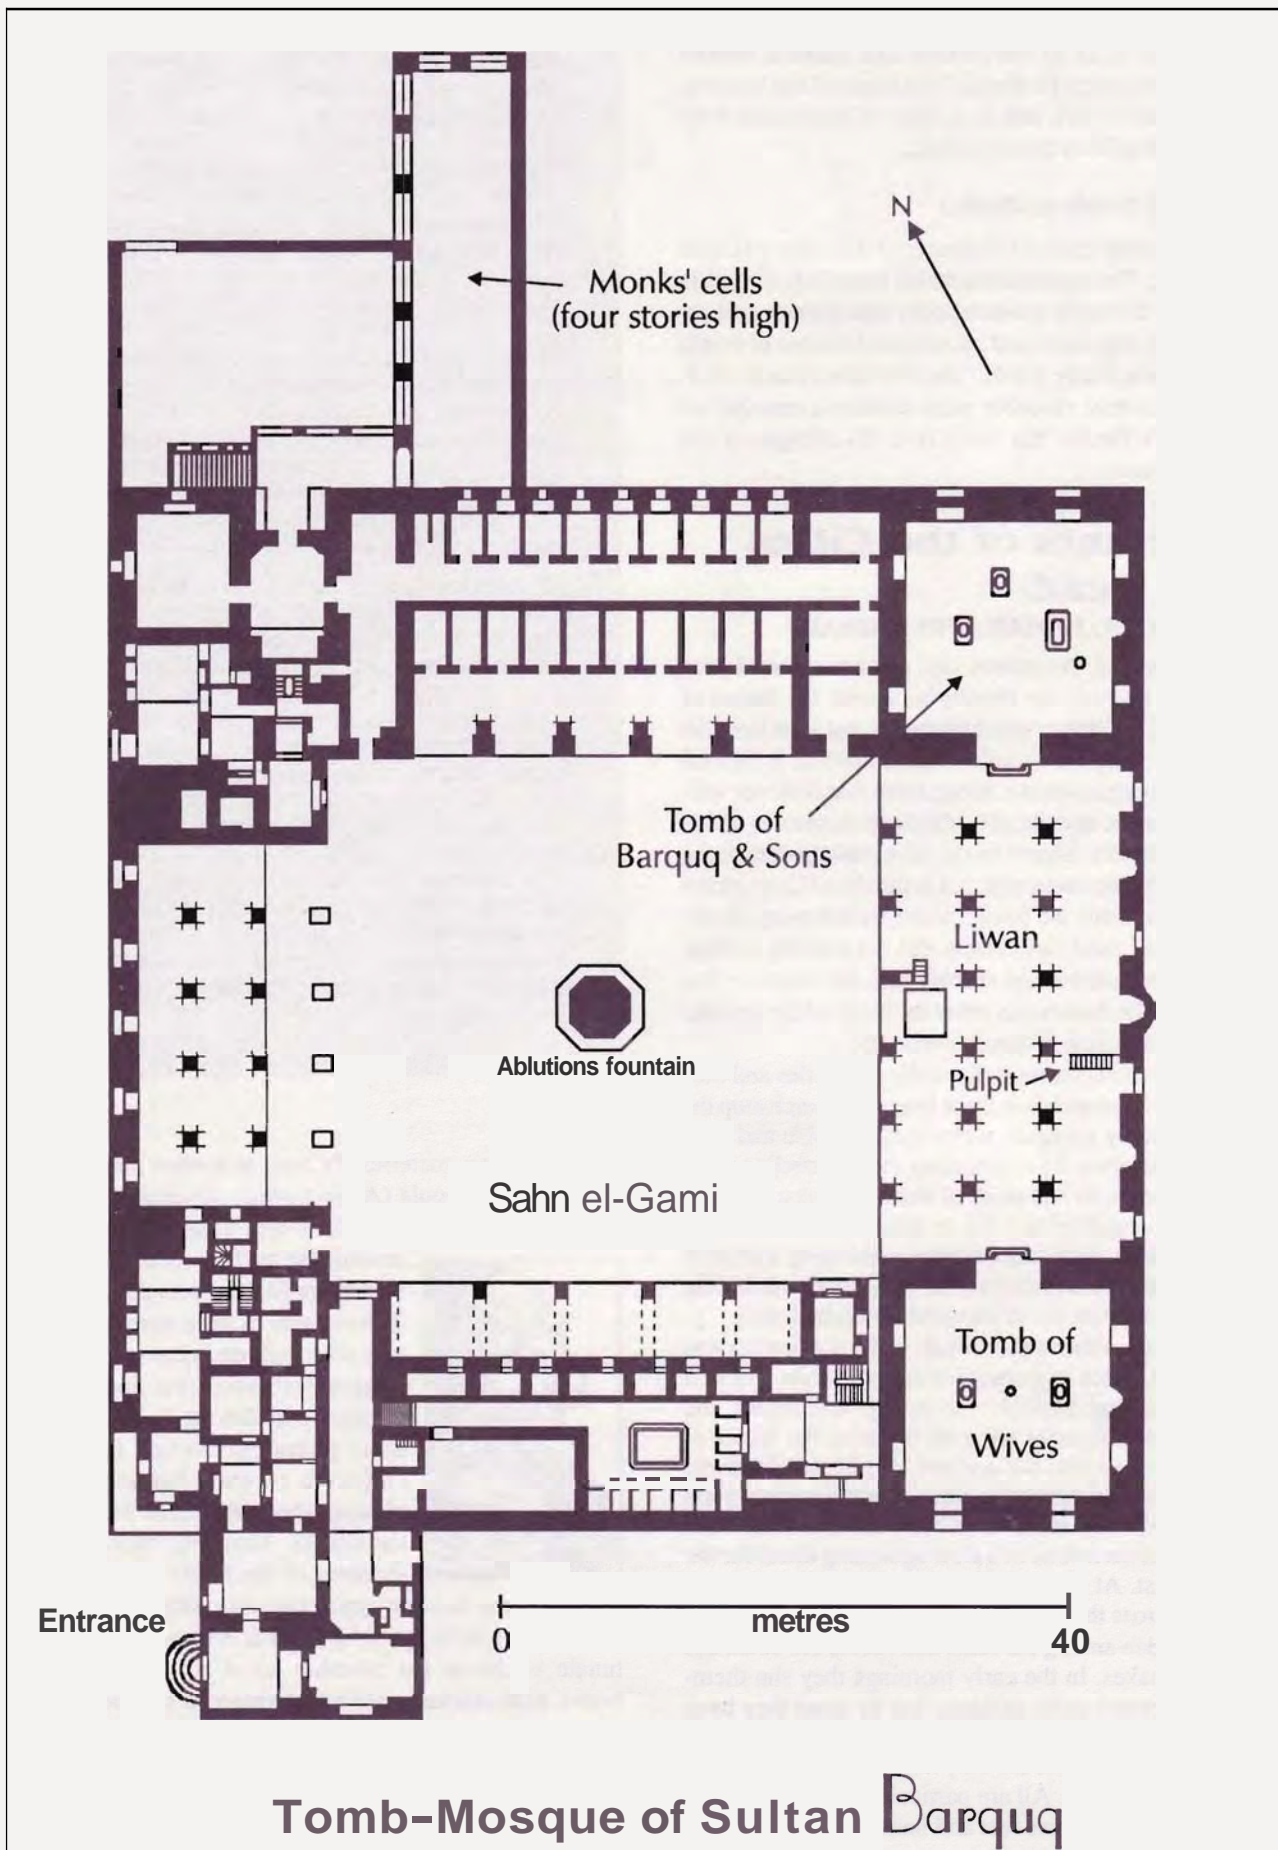 N
Monks' cells
(four stories high)
Tomb of
Barquq & Sons
Liwan
Ablutions fountain
Pulpit
Sahn el-Gami
Tomb of
Wives
Entrance
metres
0
40
Tomb-Mosque of Sultan Barquq